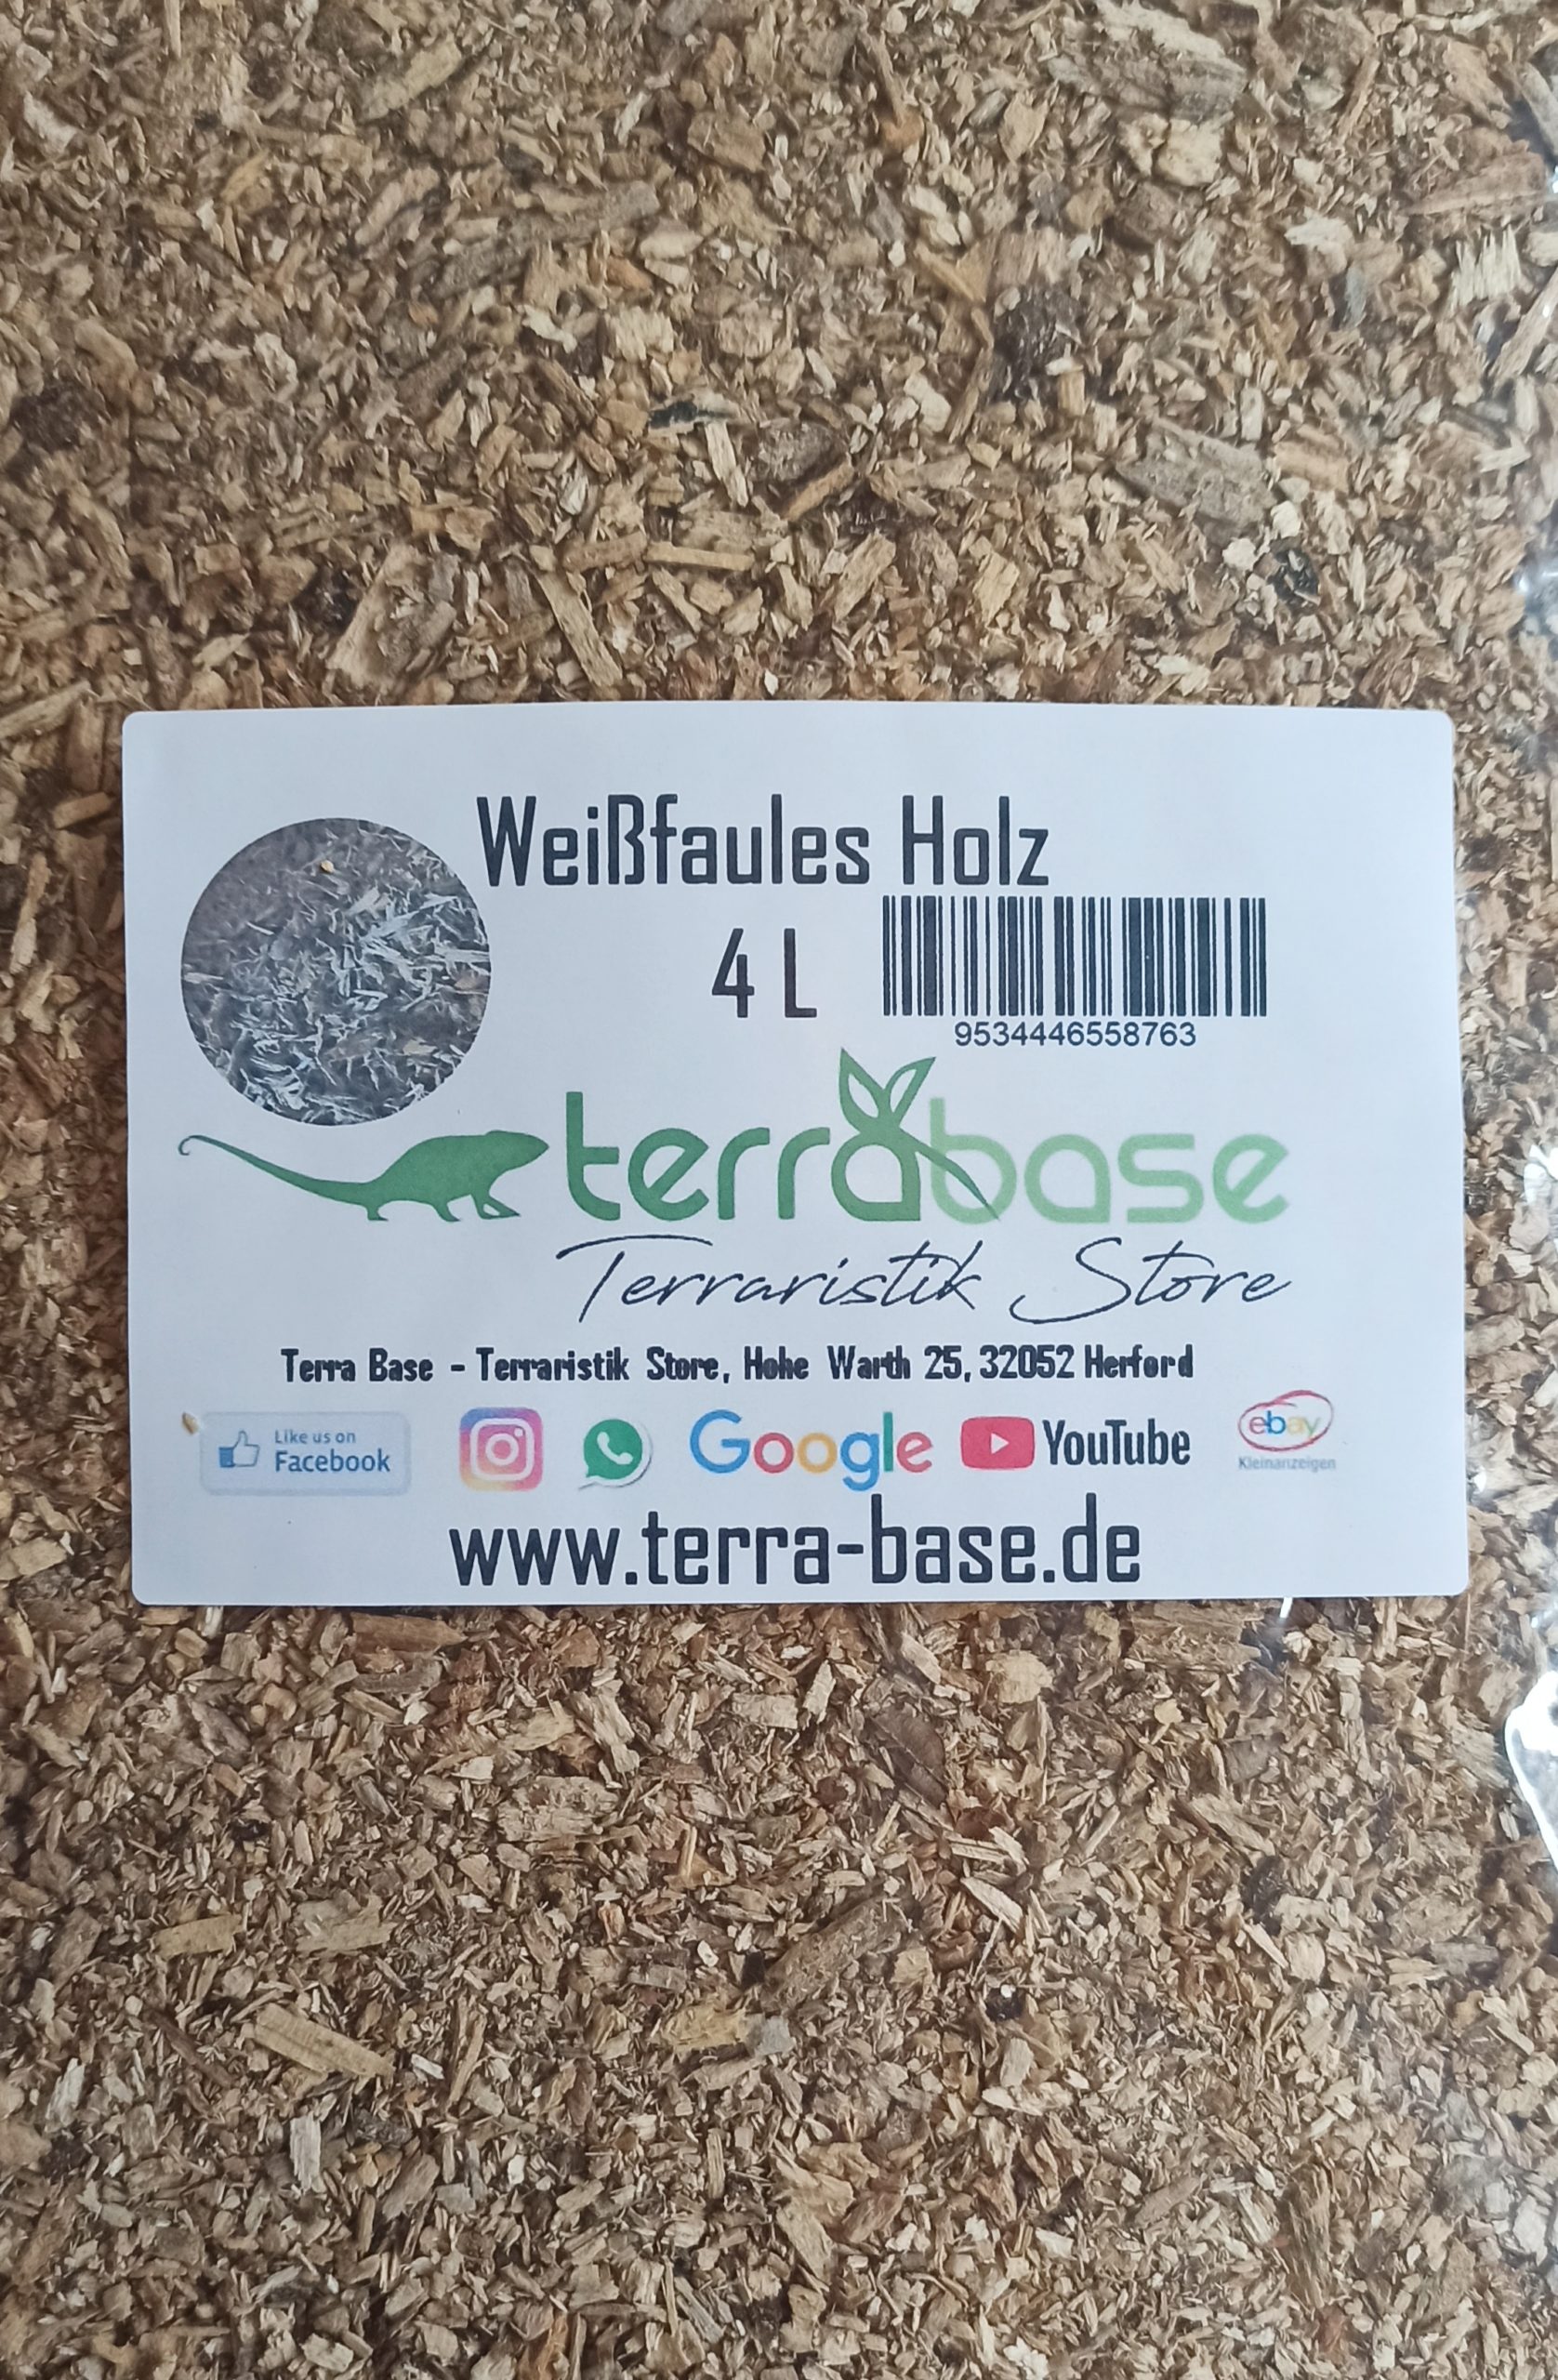 Weißfaules Holz
4 L
9534446558763
terrabase
Terraristik Store
Terra Base - Terraristik Store, Hohe Warth 25, 32052 Herford
Like us on
Facebook
Google
YouTube
ebay
Kleinanzeigen
www.terra-base.de